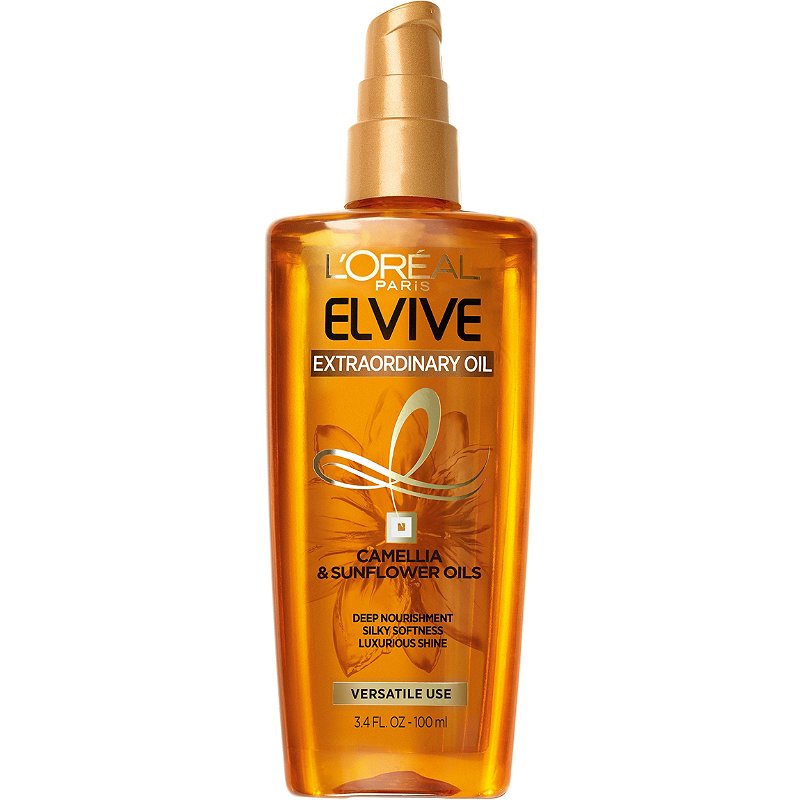 L'ORÉAL
PARIS
ELVIVE
EXTRAORDINARY OIL
CAMELLIA
& SUNFLOWER OILS
DEEP NOURISHMENT
SILKY SOFTNESS
LUXURIOUS SHINE
VERSATILE USE
3.4 FL. OZ - 100 ml